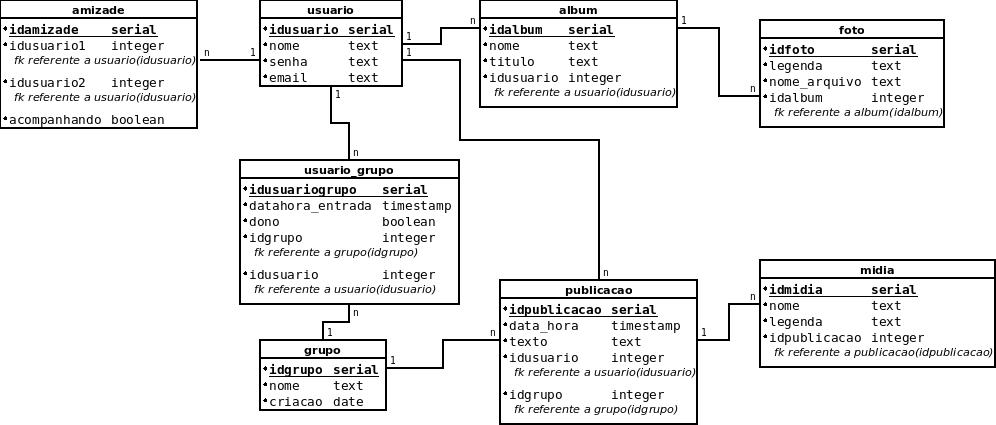 amizade
idamizade serial
idusuario1 integer
fk referente a usuario(idusuario)
idusuario2 integer
fk referente a usuario(idusuario)
acompanhando boolean
n
1
usuario
idusuario serial
nome text
senha text
email text
1
1
1
n
n
album
idalbum serial
nome text
titulo text
idusuario integer
fk referente a usuario(idusuario)
1
n
foto
idfoto serial
legenda text
nome_arquivo text
idalbum integer
fk referente a album(idalbum)
usuario_grupo
idusuariogrupo serial
datahora_entrada timestamp
dono boolean
idgrupo integer
fk referente a grupo(idgrupo)
idusuario integer
fk referente a usuario(idusuario)
n
1
grupo
idgrupo serial
nome text
criacao date
1
n
n
publicacao
idpublicacao serial
data_hora timestamp
texto text
idusuario integer
fk referente a usuario(idusuario)
idgrupo integer
fk referente a grupo(idgrupo)
1
n
midia
idmidia serial
nome text
legenda text
idpublicacao integer
fk referente a publicacao(idpublicacao)